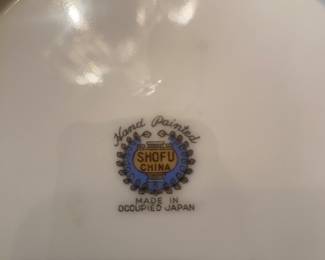 Hand Painted
SHOFU
CHINA
MADE IN
OCCUPIED JAPAN